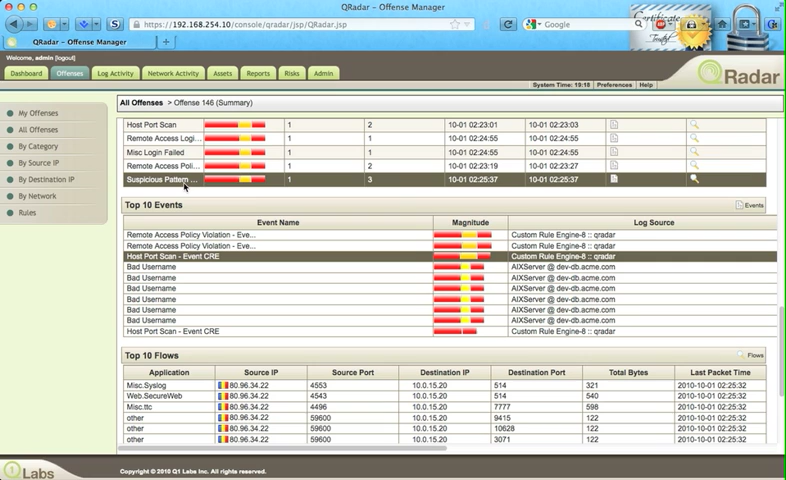 QRadar - Offense Manager
https://192.168.254.10/console/qradar/jsp/QRadar.jsp
Google
QRadar - Offense Manager
+
Welcome, admin [logout]
Dashboard Offenses Log Activity Network Activity Assets Reports Risks Admin
QRadar
System Time: 19:18 Preferences Help
My Offenses
All Offenses
By Category
By Source IP
By Destination IP
By Network
Rules
All Offenses > Offense 146 (Summary)
Host Port Scan 1 2 10-01 02:23:01 10-01 02:23:03
Remote Access Logi... 1 1 10-01 02:24:55 10-01 02:24:55
Misc Login Failed 1 1 10-01 02:24:55 10-01 02:24:55
Remote Access Poli... 1 2 10-01 02:23:19 10-01 02:23:27
Suspicious Pattern ... 1 3 10-01 02:25:37 10-01 02:25:37
Top 10 Events Events
Event Name Magnitude Log Source
Remote Access Policy Violation - Eve... Custom Rule Engine-8 :: qradar
Remote Access Policy Violation - Eve... Custom Rule Engine-8 :: qradar
Host Port Scan - Event CRE Custom Rule Engine-8 :: qradar
Bad Username AIXServer @ dev-db.acme.com
Bad Username AIXServer @ dev-db.acme.com
Bad Username AIXServer @ dev-db.acme.com
Bad Username AIXServer @ dev-db.acme.com
Bad Username AIXServer @ dev-db.acme.com
Bad Username AIXServer @ dev-db.acme.com
Host Port Scan - Event CRE Custom Rule Engine-8 :: qradar
Top 10 Flows Flows
Application Source IP Source Port Destination IP Destination Port Total Bytes Last Packet Time
Misc.Syslog 80.96.34.22 4553 10.0.15.20 514 321 2010-10-01 02:25:32
Web.SecureWeb 80.96.34.22 4543 10.0.15.20 514 540 2010-10-01 02:25:32
Misc.ttc 80.96.34.22 4496 10.0.15.20 7777 598 2010-10-01 02:25:32
other 80.96.34.22 59600 10.0.15.20 9415 122 2010-10-01 02:25:32
other 80.96.34.22 59600 10.0.15.20 10628 122 2010-10-01 02:25:32
other 80.96.34.22 59600 10.0.15.20 3071 122 2010-10-01 02:25:32
Labs Copyright © 2010 Q1 Labs Inc. All rights reserved.